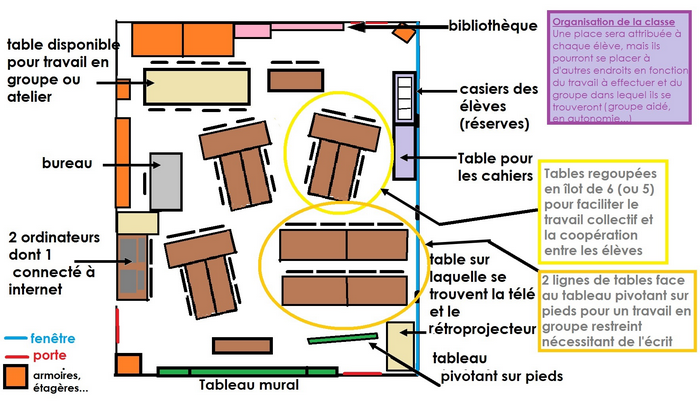 bibliothèque
Organisation de la classe
Une place sera attribuée à
chaque élève, mais ils
pourront se placer à
d'autres endroits en fonction
du travail à effectuer et du
groupe dans lequel ils se
trouveront (groupe aidé,
en autonomie...)
table disponible
pour travail en
groupe ou
atelier
casiers des
élèves
(réserves)
bureau
Table pour
les cahiers
Tables regoupées
en îlot de 6 (ou 5)
pour faciliter le
travail collectif et
la coopération
entre les élèves
2 ordinateurs
dont 1
connecté à
internet
table sur
laquelle se
trouvent la télé
et le
rétroprojecteur
2 lignes de tables face
au tableau pivotant sur
pieds pour un travail en
groupe restreint
nécessitant de l'écrit
fenêtre
porte
armoires,
étagères...
tableau
pivotant sur pieds
Tableau mural